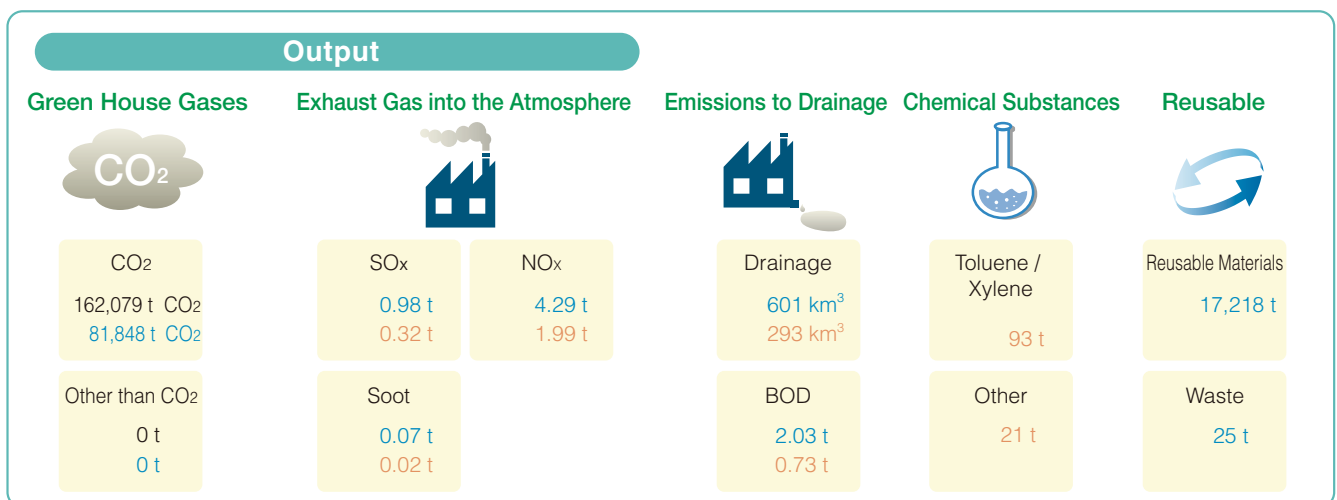 Output
Green House Gases
Exhaust Gas into the Atmosphere
Emissions to Drainage
Chemical Substances
Reusable
CO₂
CO₂
162,079 t CO₂
81,848 t CO₂
SOx
0.98 t
0.32 t
NOx
4.29 t
1.99 t
Drainage
601 km³
293 km³
Toluene /
Xylene
93 t
Reusable Materials
17,218 t
Other than CO₂
0 t
0 t
Soot
0.07 t
0.02 t
BOD
2.03 t
0.73 t
Other
21 t
Waste
25 t